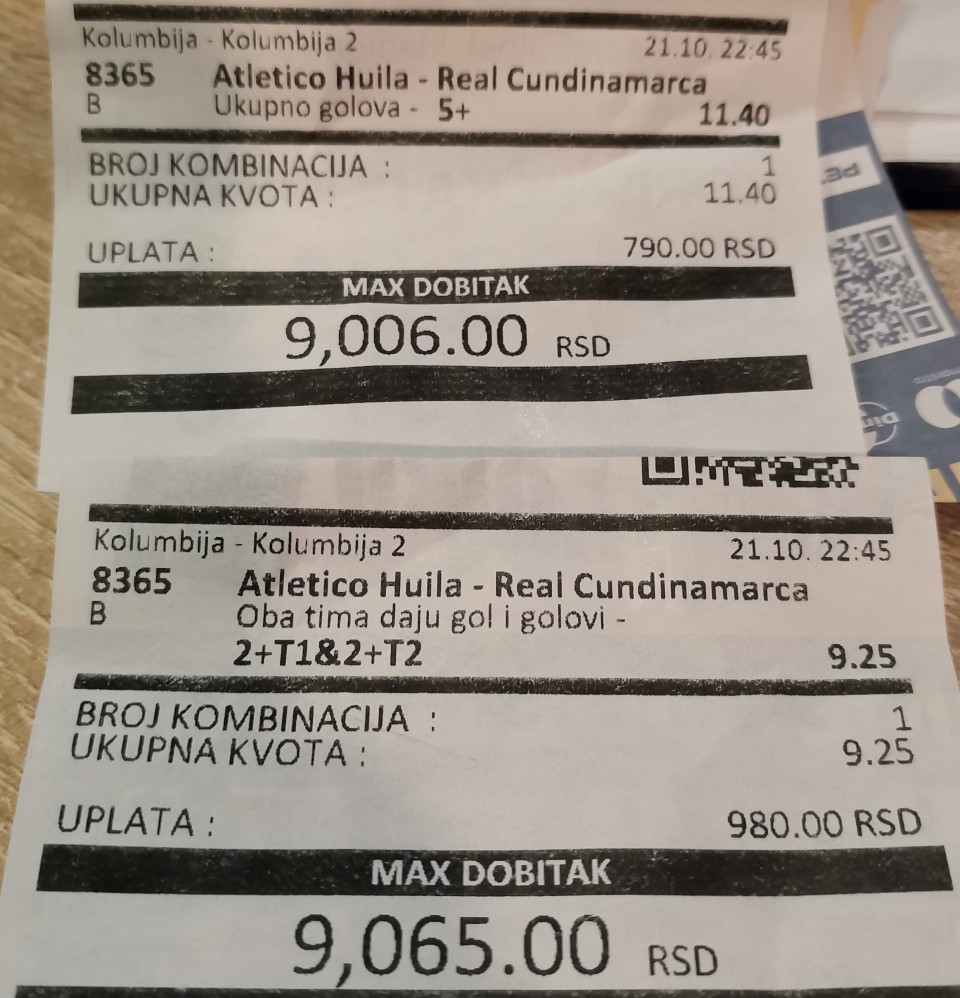 Kolumbija - Kolumbija 2 21.10. 22:45
8365 Atletico Huila - Real Cundinamarca
B Ukupno golova - 5+ 11.40
BROJ KOMBINACIJA : 1
UKUPNA KVOTA : 11.40
UPLATA : 790.00 RSD
MAX DOBITAK
9,006.00 RSD
Kolumbija - Kolumbija 2 21.10. 22:45
8365 Atletico Huila - Real Cundinamarca
B Oba tima daju gol i golovi -
2+T1&2+T2 9.25
BROJ KOMBINACIJA : 1
UKUPNA KVOTA : 9.25
UPLATA : 980.00 RSD
MAX DOBITAK
9,065.00 RSD